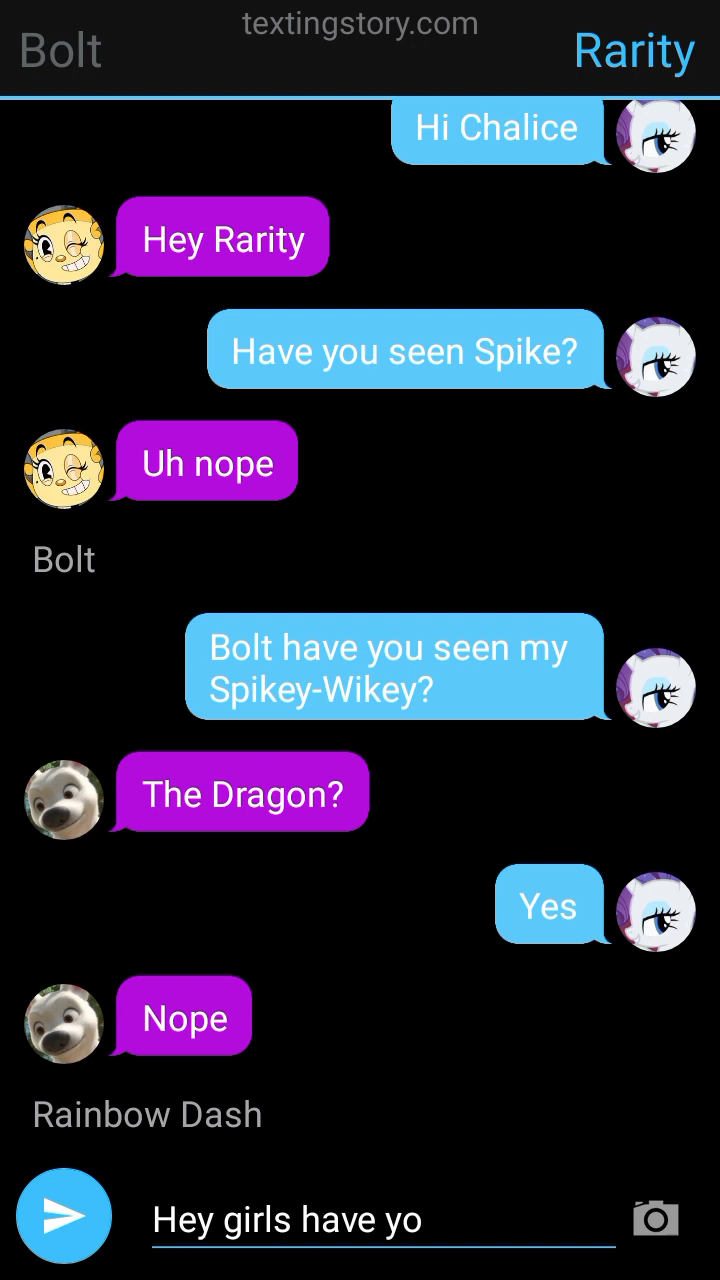 textingstory.com
Bolt
Rarity
Hi Chalice
Hey Rarity
Have you seen Spike?
Uh nope
Bolt
Bolt have you seen my
Spikey-Wikey?
The Dragon?
Yes
Nope
Rainbow Dash
Hey girls have yo